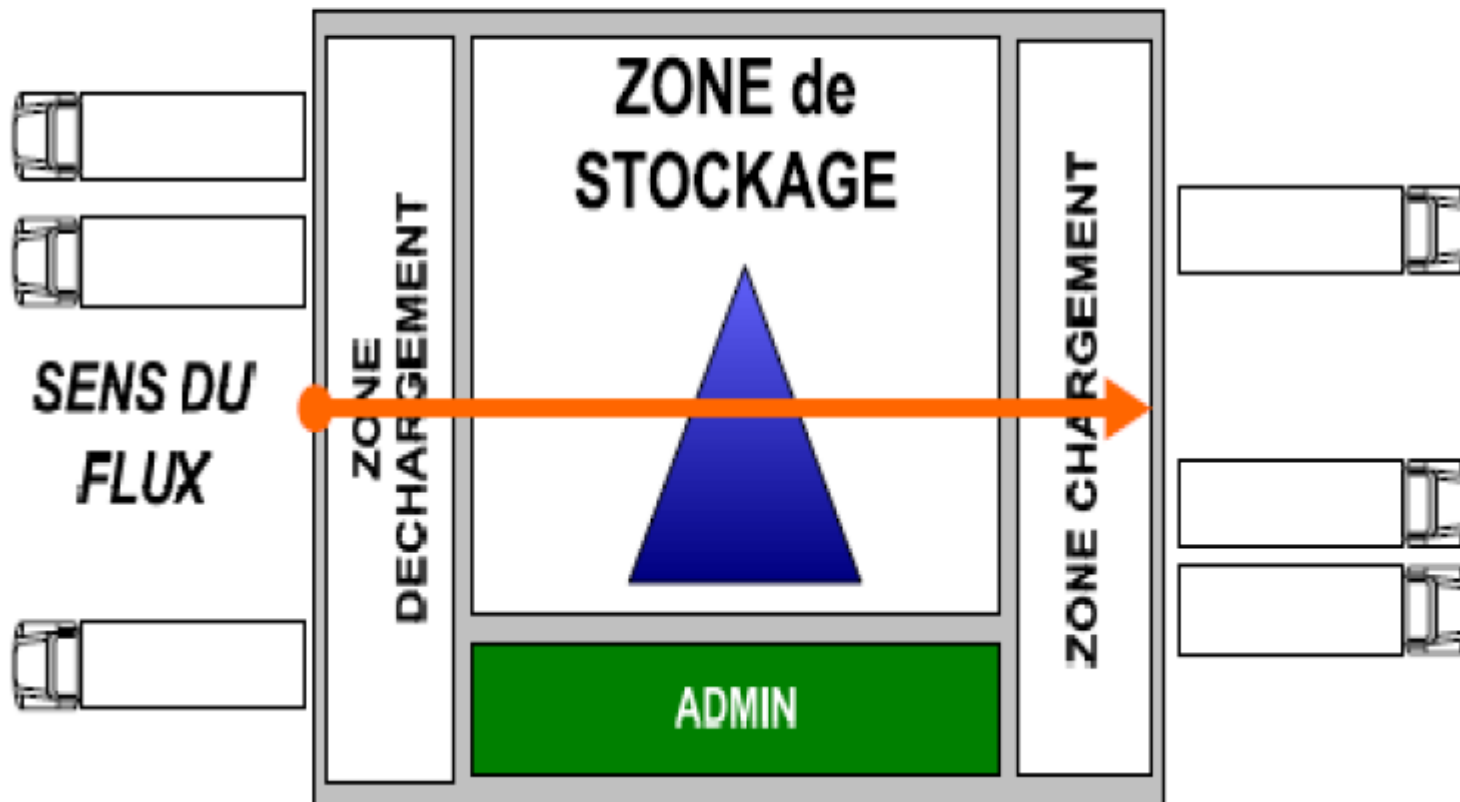 ZONE de
STOCKAGE
ZONE
DECHARGEMENT
ZONE CHARGEMENT
SENS DU
FLUX
ADMIN